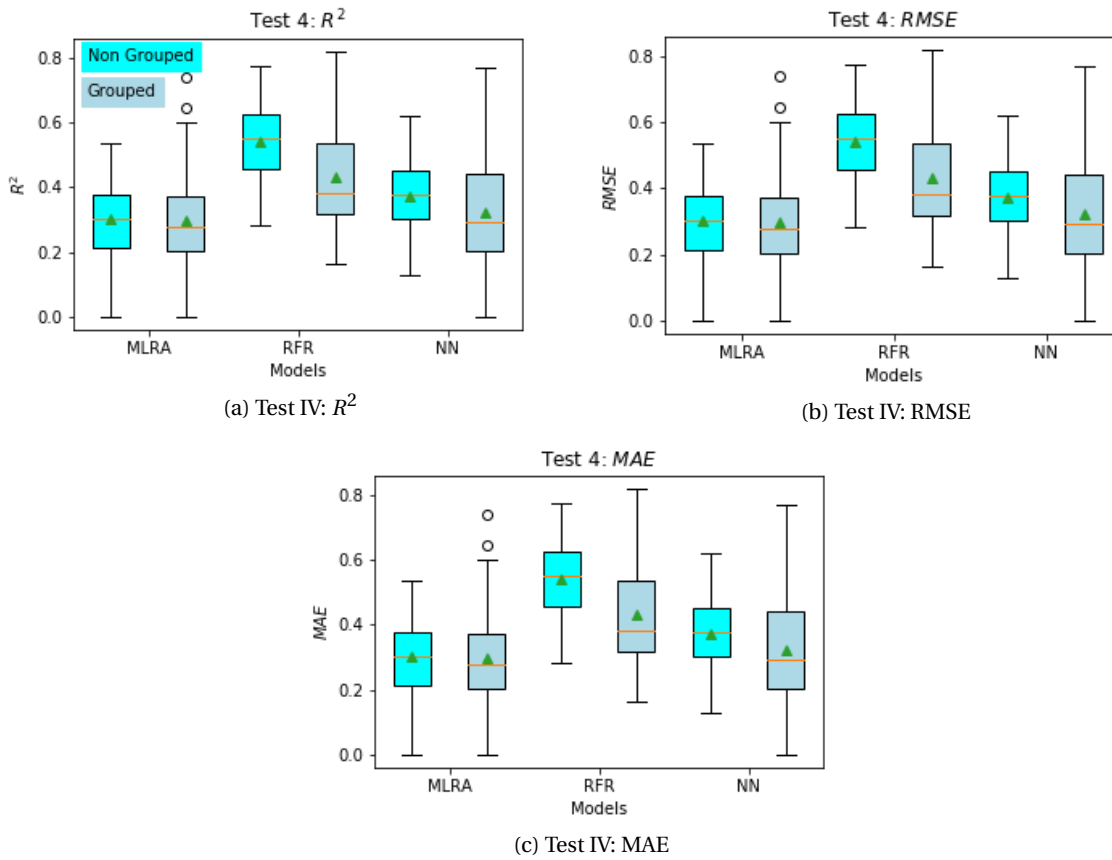 Test 4: R²
Non Grouped
Grouped
R²
0.8
0.6
0.4
0.2
0.0
MLRA RFR NN
Models
(a) Test IV: R²
Test 4: RMSE
RMSE
0.8
0.6
0.4
0.2
0.0
MLRA RFR NN
Models
(b) Test IV: RMSE
Test 4: MAE
MAE
0.8
0.6
0.4
0.2
0.0
MLRA RFR NN
Models
(c) Test IV: MAE